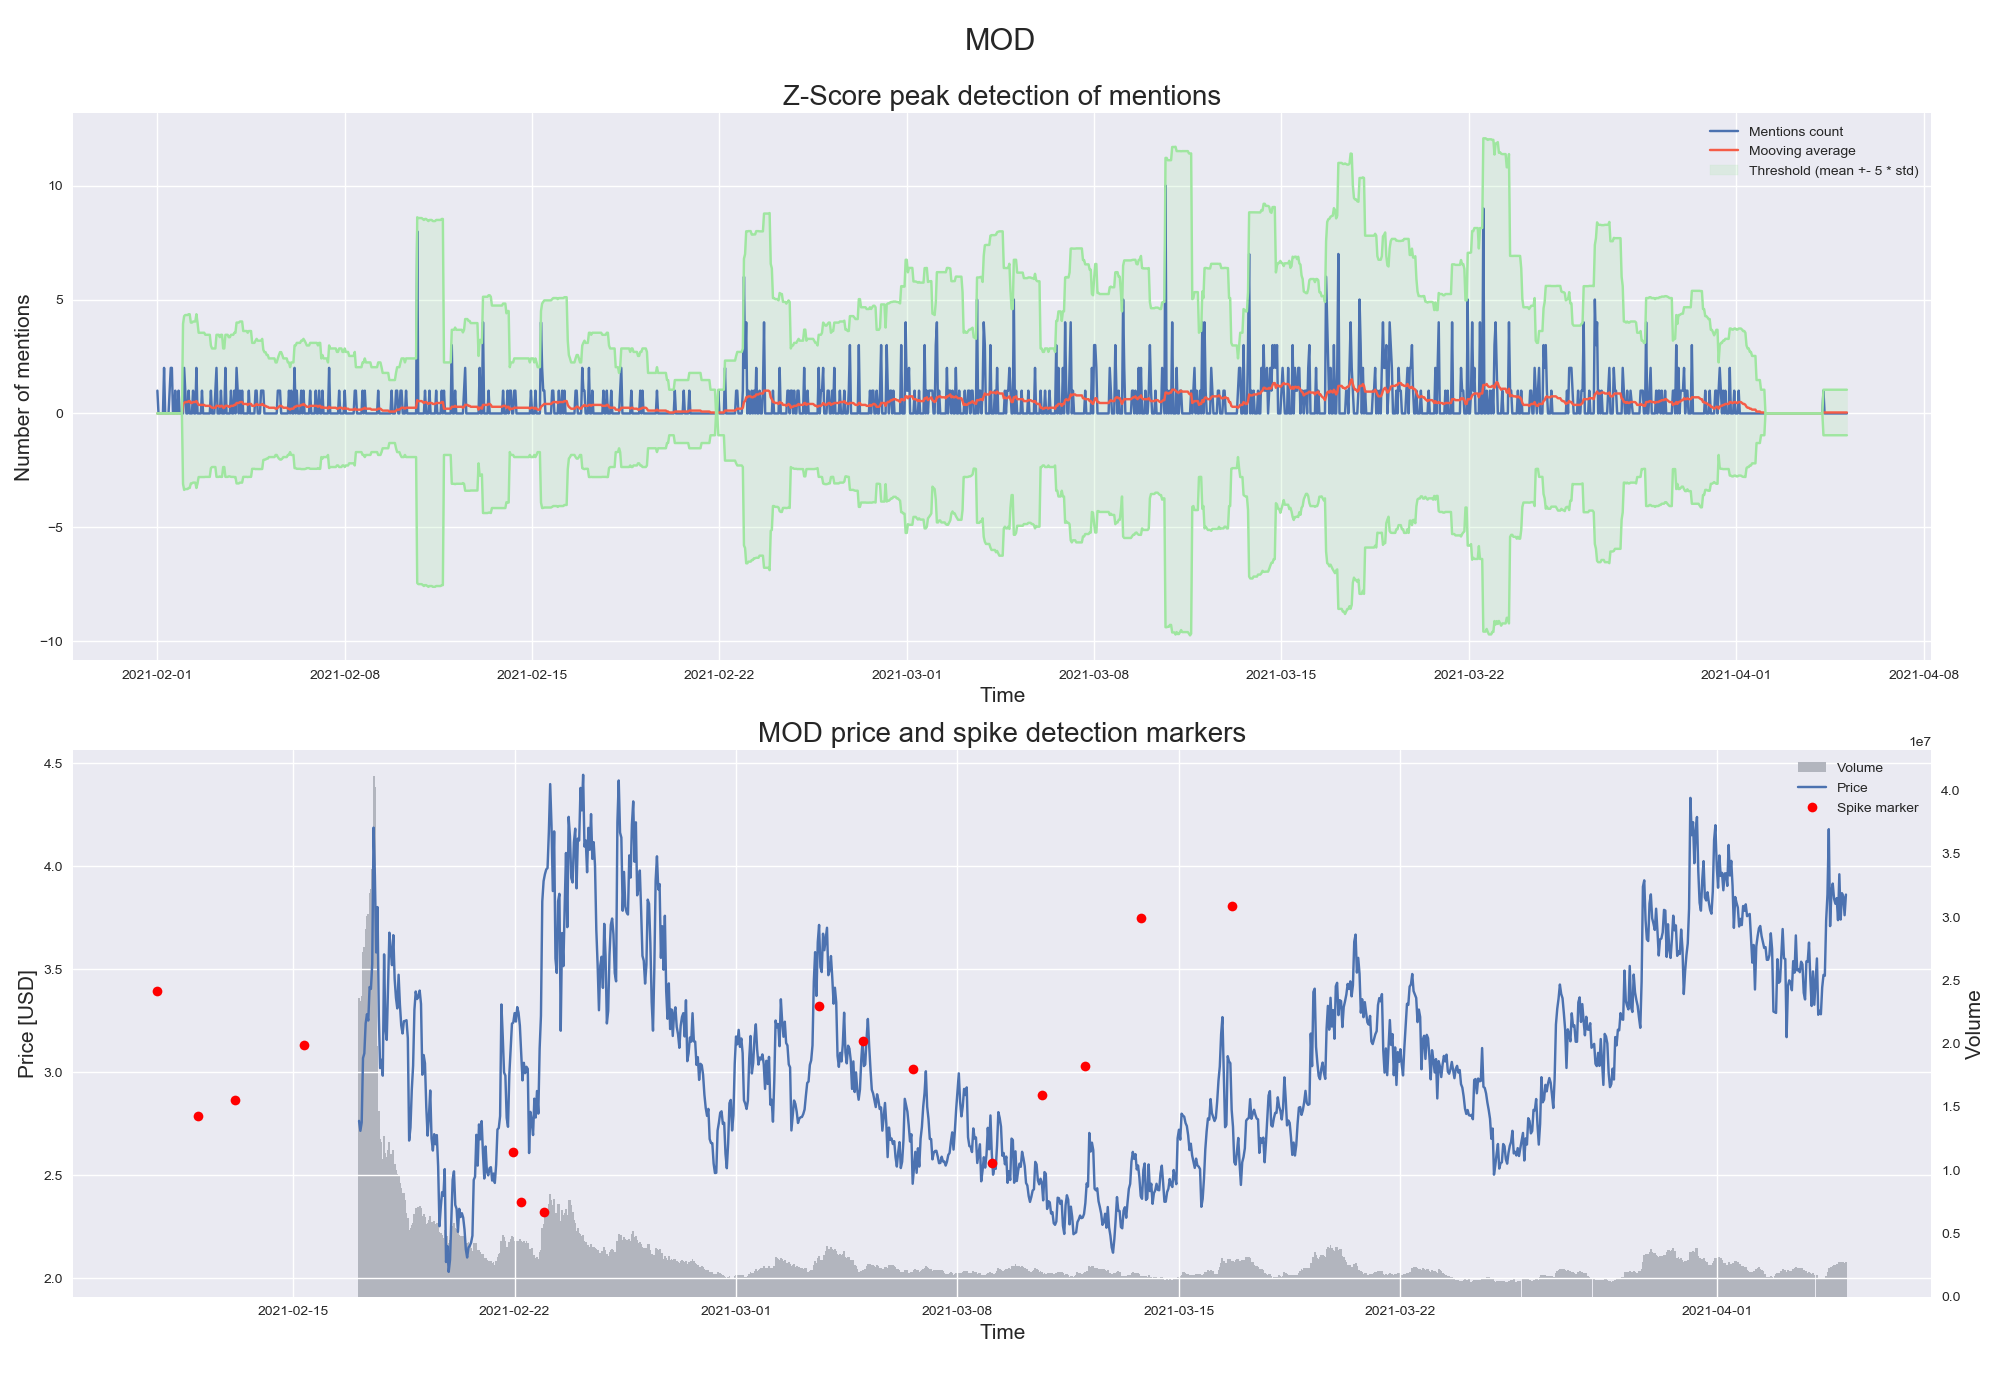 MOD
Z-Score peak detection of mentions
Mentions count
Mooving average
Threshold (mean +- 5 * std)
Number of mentions
10
5
0
−5
−10
2021-02-01 2021-02-08 2021-02-15 2021-02-22 2021-03-01 2021-03-08 2021-03-15 2021-03-22 2021-04-01 2021-04-08
Time
MOD price and spike detection markers
1e7
Volume
Price
Spike marker
Price [USD]
4.5
4.0
3.5
3.0
2.5
2.0
Volume
4.0
3.5
3.0
2.5
2.0
1.5
1.0
0.5
0.0
2021-02-15 2021-02-22 2021-03-01 2021-03-08 2021-03-15 2021-03-22 2021-04-01
Time